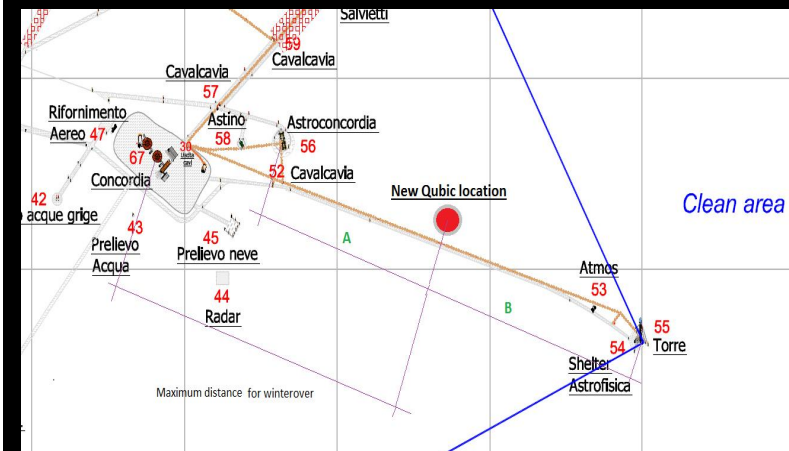 Salvietti
59
Cavalcavia
Cavalcavia
57
Rifornimento
Aereo 47
Astino
58
Astroconcordia
56
67
30
Concordia
52
Cavalcavia
New Qubic location
Clean area
42
o acque grige
43
Prelievo
Acqua
45
Prelievo neve
A
44
Radar
Atmos
53
B
55
Torre
54
Shelter
Astrofisica
Maximum distance for winterover